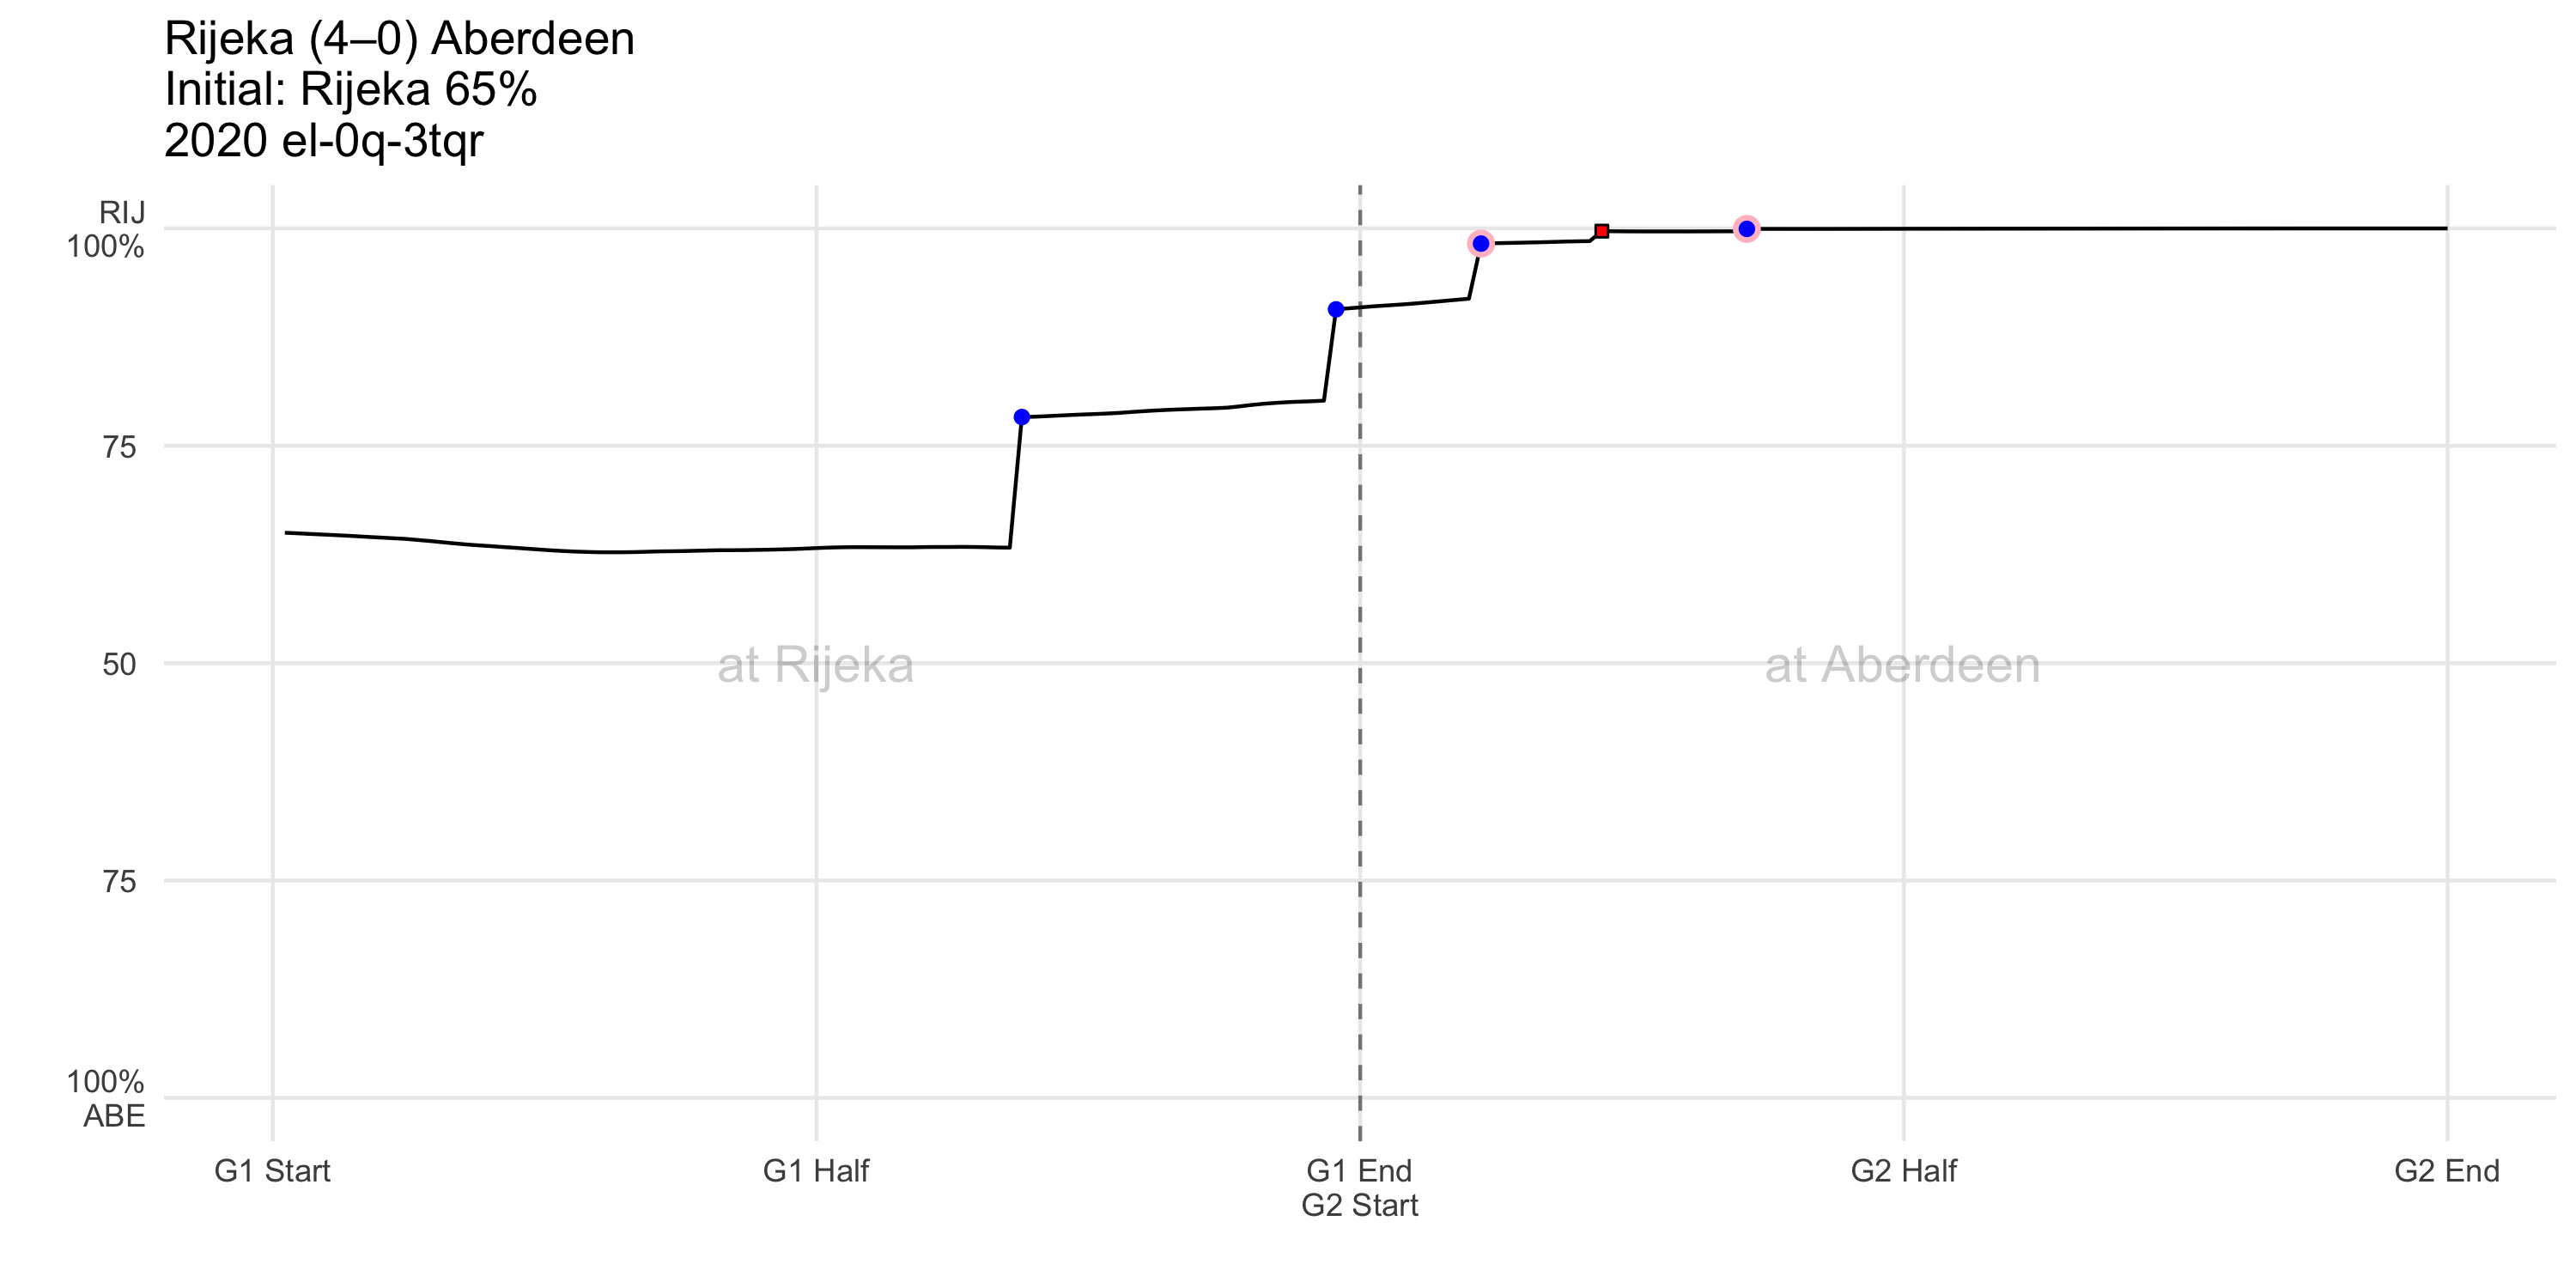 Rijeka (4–0) Aberdeen
Initial: Rijeka 65%
2020 el-0q-3tqr
RIJ
100%
75
50
75
100%
ABE
at Rijeka
at Aberdeen
G1 Start
G1 Half
G1 End
G2 Start
G2 Half
G2 End